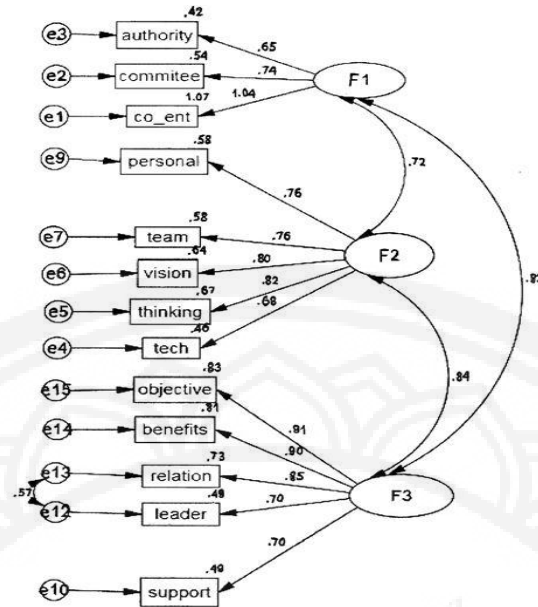 .42
e3 authority .65
.54
e2 commitee .74 F1
1.07 1.04
e1 co_ent
.58
e9 personal .72
.76
.58
e7 team .76
.64
e6 vision .80 F2
.67
e5 thinking .82
.46 .68
e4 tech
.83
e15 objective .84
.81 .91
e14 benefits .90
.73
e13 relation .85
.57 .49 F3
e12 leader .70
.70
.49
e10 support